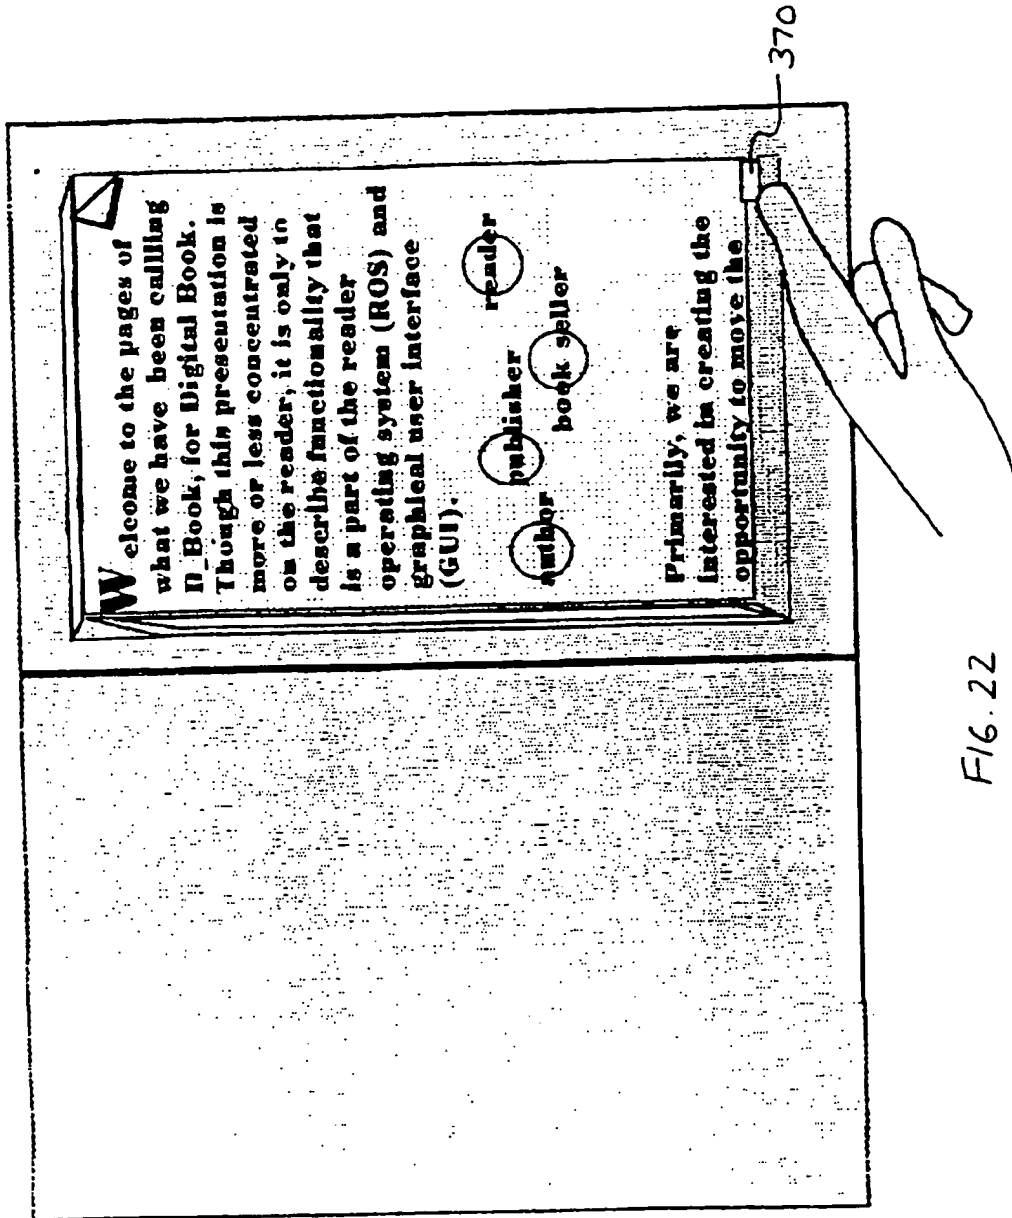 Welcome to the pages of
what we have been callling
D_Book, for Digital Book.
Though this presentation is
more or less concentrated
on the reader, it is only to
describe functionality that
is a part of the reader
operating system (ROS) and
graphical user interface
(GUI).
author publisher reader
book seller
Primarily, we are
interested in creating the
opportunity to move the
370
FIG. 22